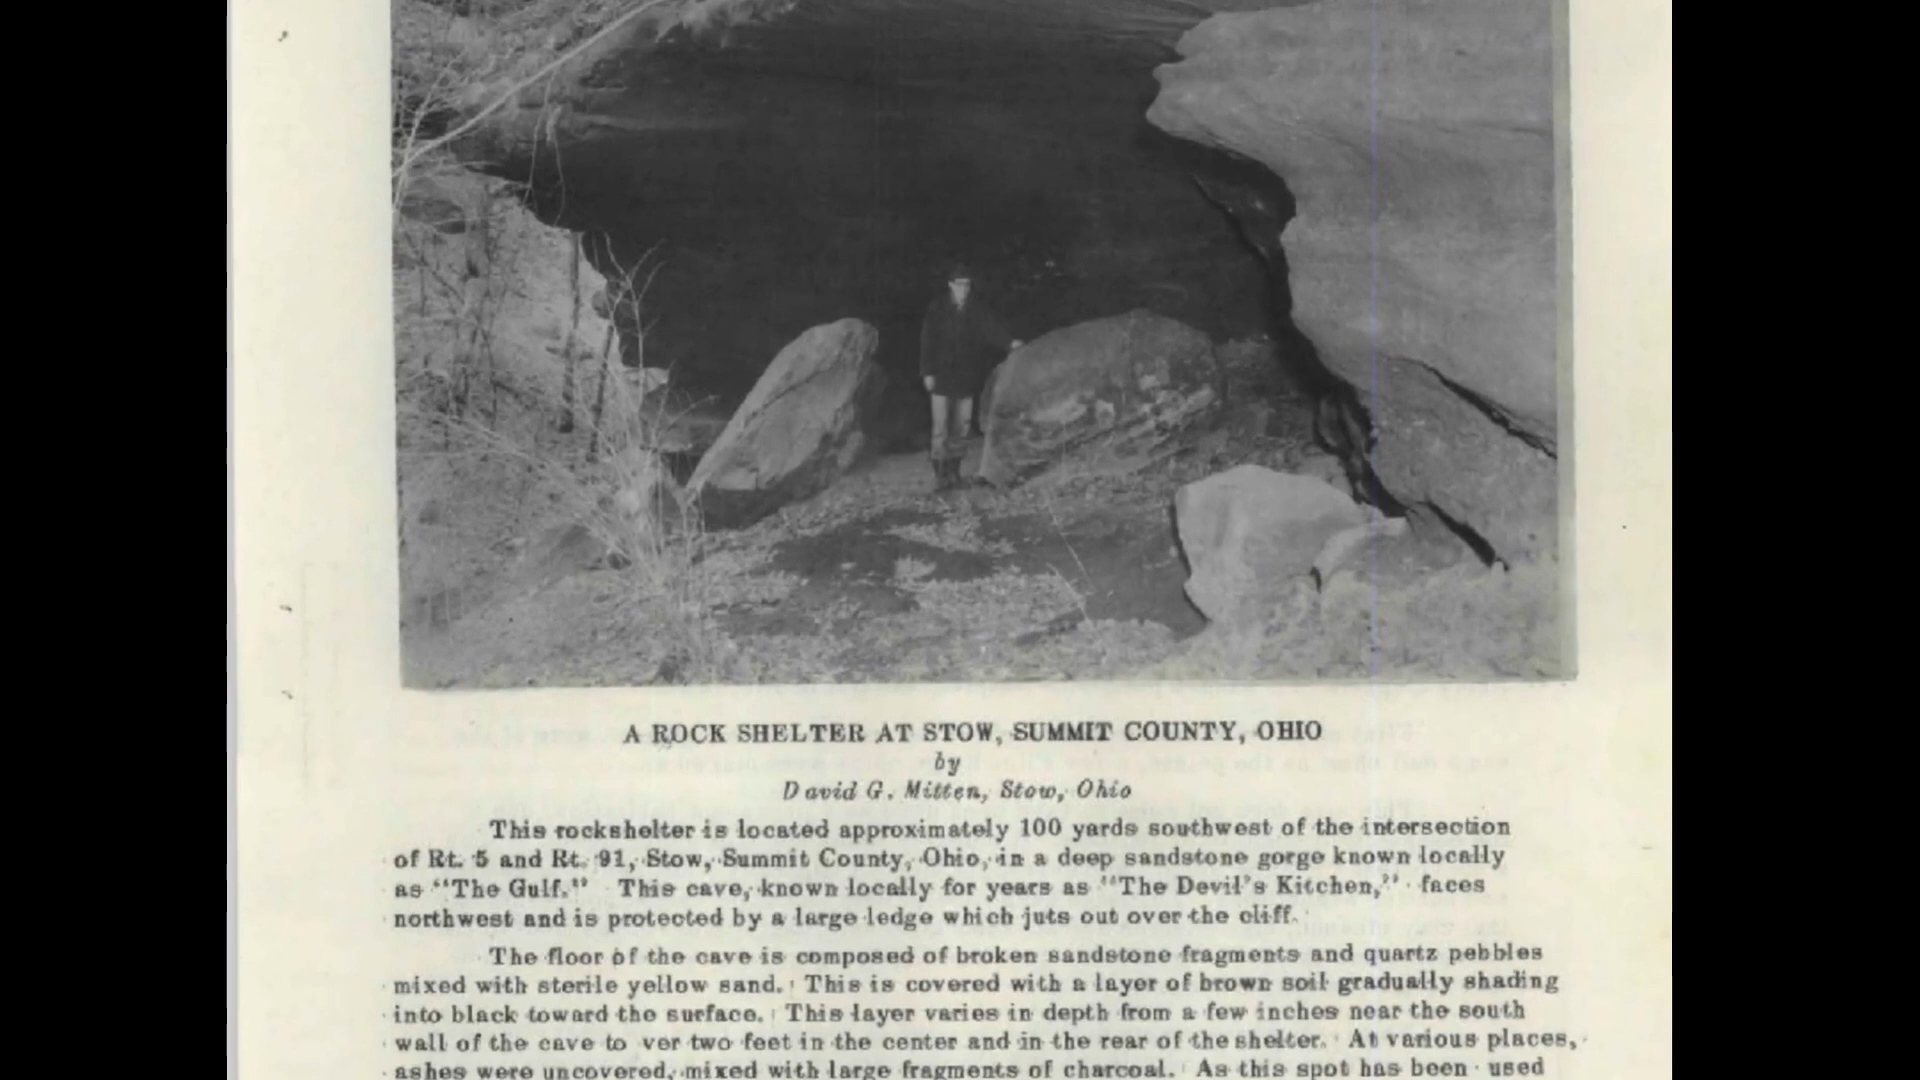 A ROCK SHELTER AT STOW, SUMMIT COUNTY, OHIO
by
David G. Mitten, Stow, Ohio
This rockshelter is located approximately 100 yards southwest of the intersection
of Rt. 5 and Rt. 91, Stow, Summit County, Ohio, in a deep sandstone gorge known locally
as "The Gulf." This cave, known locally for years as "The Devil's Kitchen," faces
northwest and is protected by a large ledge which juts out over the cliff.
The floor of the cave is composed of broken sandstone fragments and quartz pebbles
mixed with sterile yellow sand. This is covered with a layer of brown soil gradually shading
into black toward the surface. This layer varies in depth from a few inches near the south
wall of the cave to ver two feet in the center and in the rear of the shelter. At various places,
ashes were uncovered, mixed with large fragments of charcoal. As this spot has been used